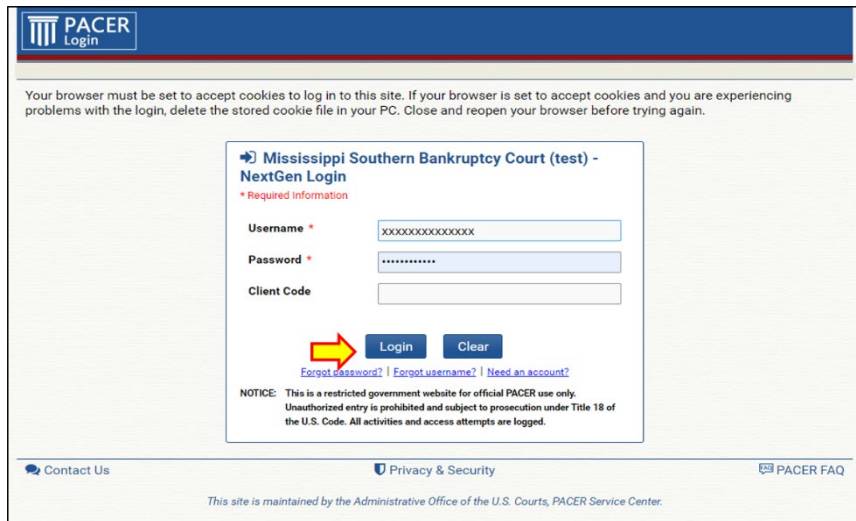 PACER
Login
Your browser must be set to accept cookies to log in to this site. If your browser is set to accept cookies and you are experiencing
problems with the login, delete the stored cookie file in your PC. Close and reopen your browser before trying again.
Mississippi Southern Bankruptcy Court (test) -
NextGen Login
* Required Information
Username * xxxxxxxxxxxxxx
Password * ••••••••••••
Client Code
Login Clear
Forgot password? | Forgot username? | Need an account?
NOTICE: This is a restricted government website for official PACER use only.
Unauthorized entry is prohibited and subject to prosecution under Title 18 of
the U.S. Code. All activities and access attempts are logged.
Contact Us Privacy & Security FAQ PACER FAQ
This site is maintained by the Administrative Office of the U.S. Courts, PACER Service Center.